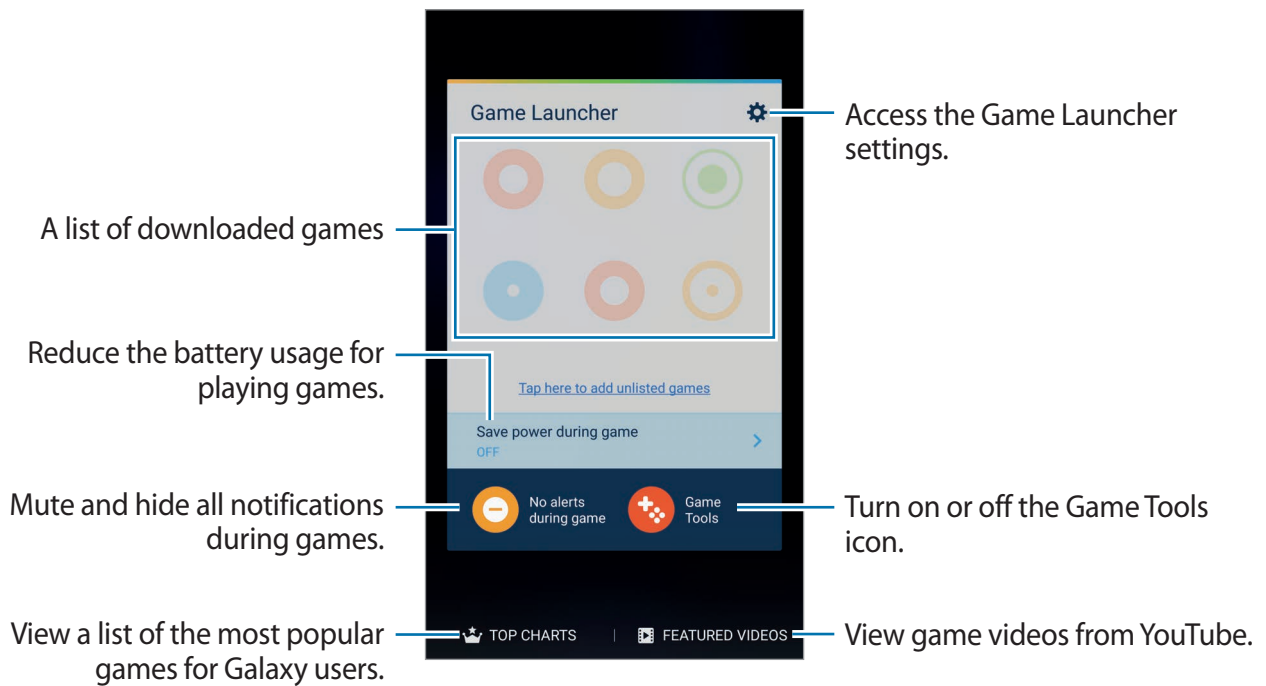 Game Launcher
Access the Game Launcher
settings.
A list of downloaded games
Reduce the battery usage for
playing games.
Tap here to add unlisted games
Save power during game
OFF
Mute and hide all notifications
during games.
No alerts
during game
Game
Tools
Turn on or off the Game Tools
icon.
View a list of the most popular
games for Galaxy users.
TOP CHARTS
FEATURED VIDEOS
View game videos from YouTube.